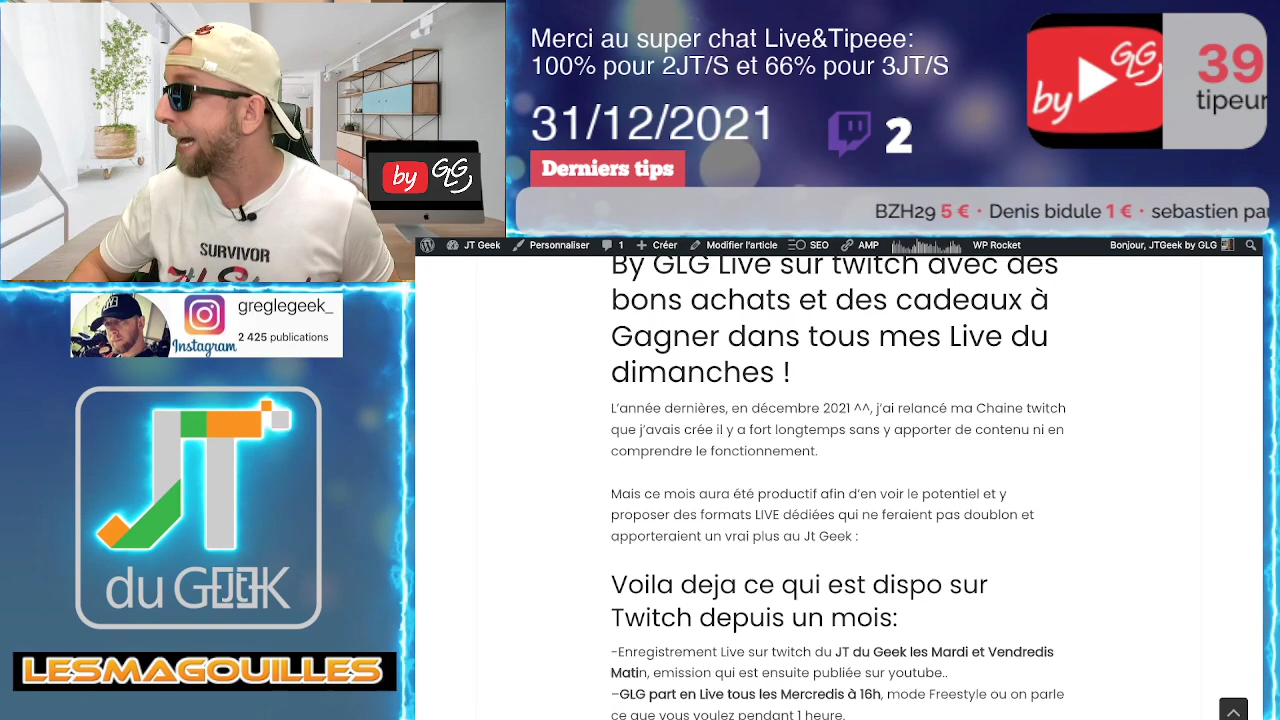 Merci au super chat Live&Tipeee:
100% pour 2JT/S et 66% pour 3JT/S
31/12/2021
2
by GLG
39
tipeur
Derniers tips
BZH29 5 € · Denis bidule 1 € · sebastien pau
by GLG
SURVIVOR
greglegeek_
2 425 publications
Instagram
JT
du GEEK
LESMAGOUILLES
JT Geek Personnaliser 1 Créer Modifier l'article SEO AMP WP Rocket Bonjour, JTGeek by GLG
By GLG Live sur twitch avec des
bons achats et des cadeaux à
Gagner dans tous mes Live du
dimanches !
L'année dernières, en décembre 2021 ^^, j'ai relancé ma Chaine twitch
que j'avais crée il y a fort longtemps sans y apporter de contenu ni en
comprendre le fonctionnement.
Mais ce mois aura été productif afin d'en voir le potentiel et y
proposer des formats LIVE dédiées qui ne feraient pas doublon et
apporteraient un vrai plus au Jt Geek :
Voila deja ce qui est dispo sur
Twitch depuis un mois:
-Enregistrement Live sur twitch du JT du Geek les Mardi et Vendredis
Matin, emission qui est ensuite publiée sur youtube..
–GLG part en Live tous les Mercredis à 16h, mode Freestyle ou on parle
ce que vous voulez pendant 1 heure.